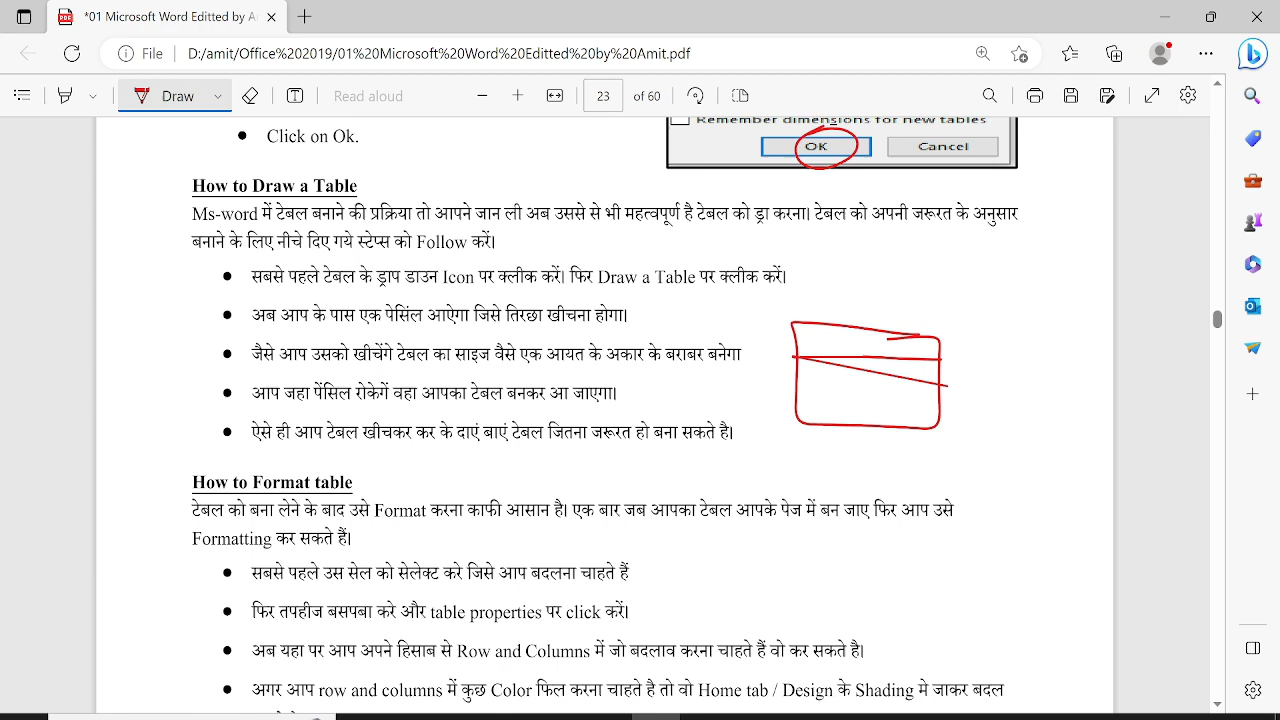 *01 Microsoft Word Editted by A
File
D:/amit/Office%202019/01%20Microsoft%20Word%20Editted%20by%20Amit.pdf
Draw
Read aloud
23
of 60
Remember dimensions for new tables
• Click on Ok.
OK
Cancel
How to Draw a Table
Ms-word में टेबल बनाने की प्रक्रिया तो आपने जान ली अब उससे से भी महत्वपूर्ण है टेबल को ड्रा करना। टेबल को अपनी जरूरत के अनुसार
बनाने के लिए नीचे दिए गये स्टेप्स को Follow करें।
• सबसे पहले टेबल के ड्राप डाउन Icon पर क्लीक करें। फिर Draw a Table पर क्लीक करें।
• अब आप के पास एक पेसिंल आऐगा जिसे तिरछा खीचना होगा।
• जैसे आप उसको खीचेंगे टेबल का साइज वैसे एक आयत के अकार के बराबर बनेगा
• आप जहा पेंसिल रोकेगें वहा आपका टेबल बनकर आ जाएगा।
• ऐसे ही आप टेबल खीचकर कर के दाएं बाएं टेबल जितना जरूरत हो बना सकते है।
How to Format table
टेबल को बना लेने के बाद उसे Format करना काफी आसान है। एक बार जब आपका टेबल आपके पेज में बन जाए फिर आप उसे
Formatting कर सकते हैं।
• सबसे पहले उस सेल को सेलेक्ट करे जिसे आप बदलना चाहते हैं
• फिर तपहीज बसपबा करे और table properties पर click करें।
• अब यहा पर आप अपने हिसाब से Row and Columns में जो बदलाव करना चाहते हैं वो कर सकते है।
• अगर आप row and columns में कुछ Color फिल करना चाहते है तो वो Home tab / Design के Shading मे जाकर बदल